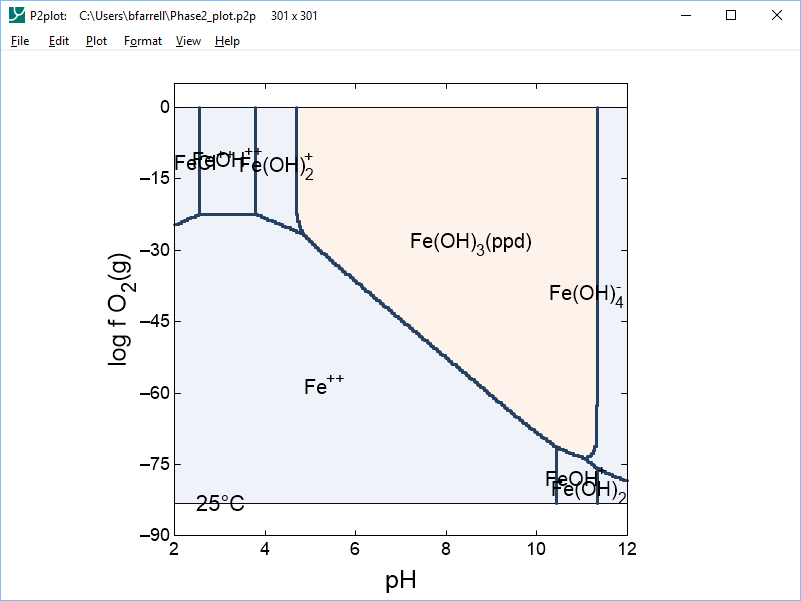 P2plot: C:\Users\bfarrell\Phase2_plot.p2p 301 x 301
File Edit Plot Format View Help
0
–15
–30
–45
–60
–75
–90
log f O₂(g)
FeCl⁺⁺
FeOH⁺⁺
Fe(OH)₂⁺
Fe(OH)₃(ppd)
Fe(OH)₄⁻
Fe⁺⁺
FeOH⁺
Fe(OH)₂
25°C
2 4 6 8 10 12
pH